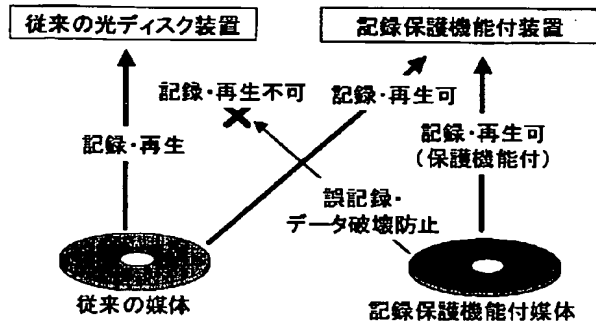 従来の光ディスク装置
記録保護機能付装置
記録・再生不可
記録・再生可
記録・再生
記録・再生可
(保護機能付)
誤記録・
データ破壊防止
従来の媒体
記録保護機能付媒体